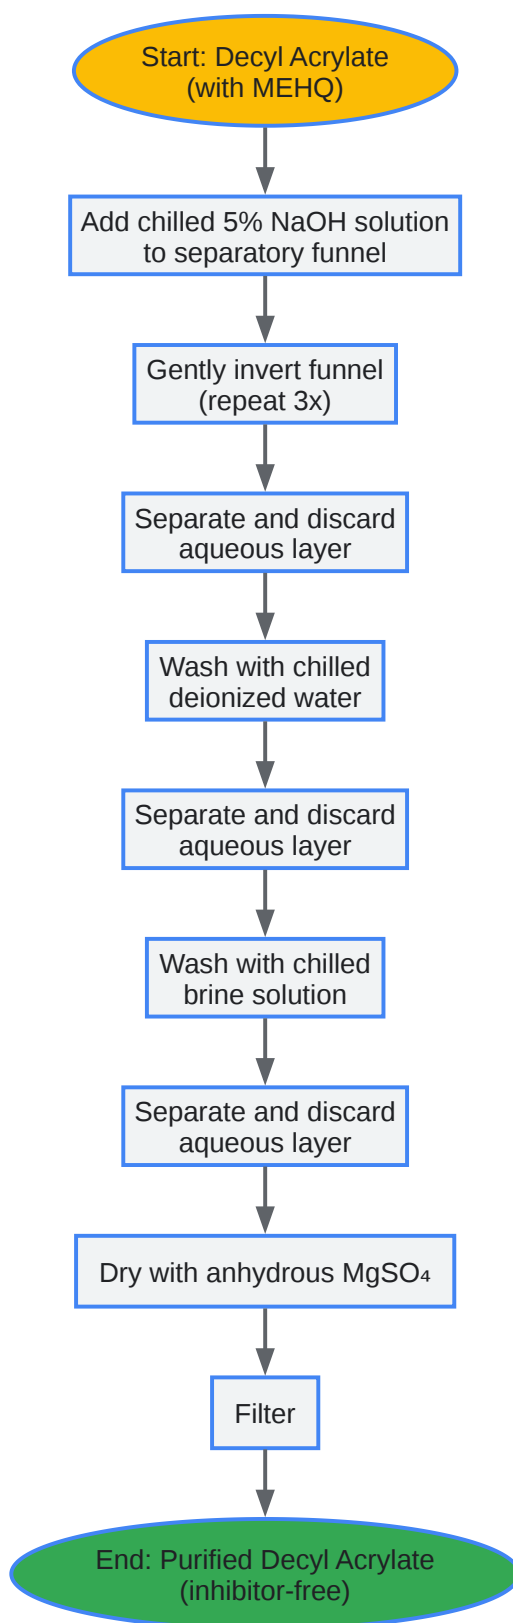 Start: Decyl Acrylate
(with MEHQ)
Add chilled 5% NaOH solution
to separatory funnel
Gently invert funnel
(repeat 3x)
Separate and discard
aqueous layer
Wash with chilled
deionized water
Separate and discard
aqueous layer
Wash with chilled
brine solution
Separate and discard
aqueous layer
Dry with anhydrous MgSO₄
Filter
End: Purified Decyl Acrylate
(inhibitor-free)